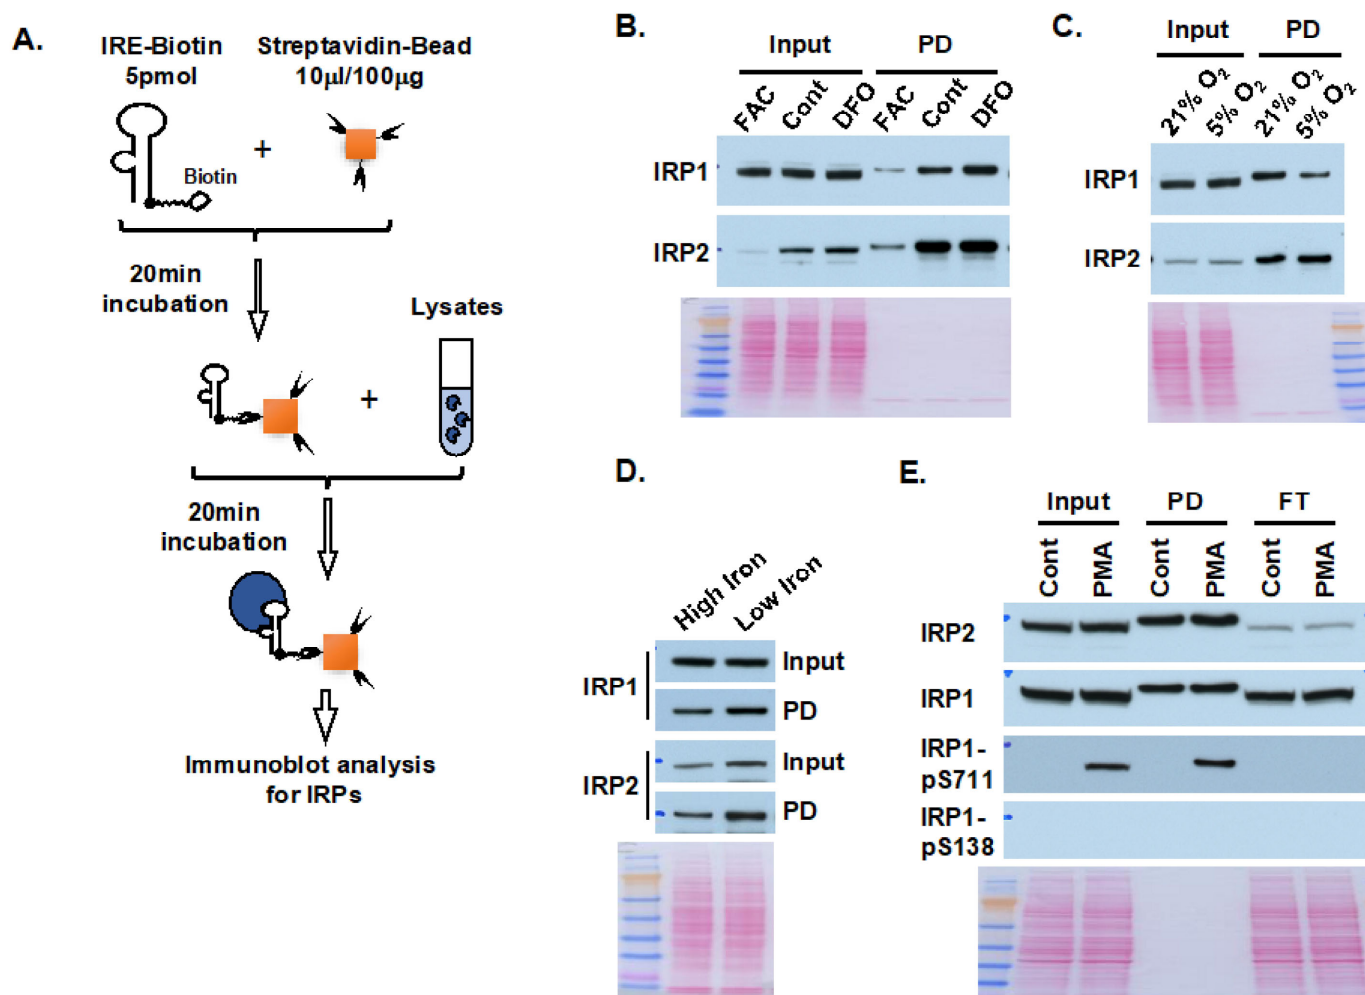 A.
IRE-Biotin
5pmol
Streptavidin-Bead
10µl/100µg
+
Biotin
20min
incubation
Lysates
+
20min
incubation
Immunoblot analysis
for IRPs
B.
Input
PD
FAC
Cont
DFO
FAC
Cont
DFO
IRP1
IRP2
C.
Input
PD
21% O₂
5% O₂
21% O₂
5% O₂
IRP1
IRP2
D.
High Iron
Low Iron
IRP1
Input
PD
IRP2
Input
PD
E.
Input
PD
FT
Cont
PMA
Cont
PMA
Cont
PMA
IRP2
IRP1
IRP1-
pS711
IRP1-
pS138